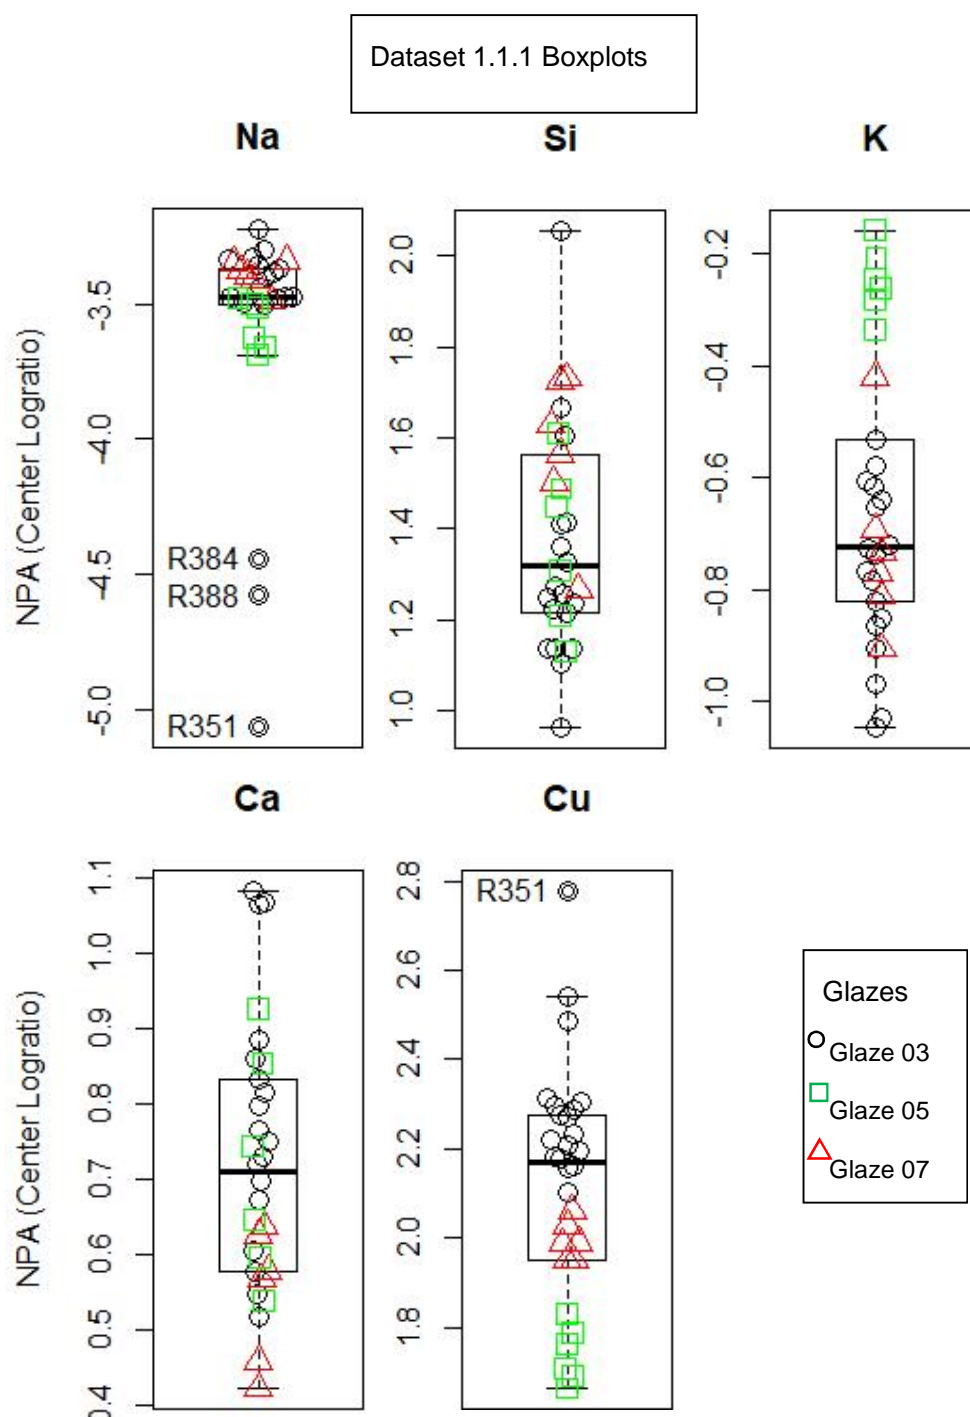 Dataset 1.1.1 Boxplots
Na
Si
K
NPA (Center Logratio)
-3.5
-4.0
-4.5
-5.0
R384
R388
R351
2.0
1.8
1.6
1.4
1.2
1.0
-0.2
-0.4
-0.6
-0.8
-1.0
Ca
Cu
NPA (Center Logratio)
1.1
1.0
0.9
0.8
0.7
0.6
0.5
0.4
2.8
2.6
2.4
2.2
2.0
1.8
R351
Glazes
Glaze 03
Glaze 05
Glaze 07